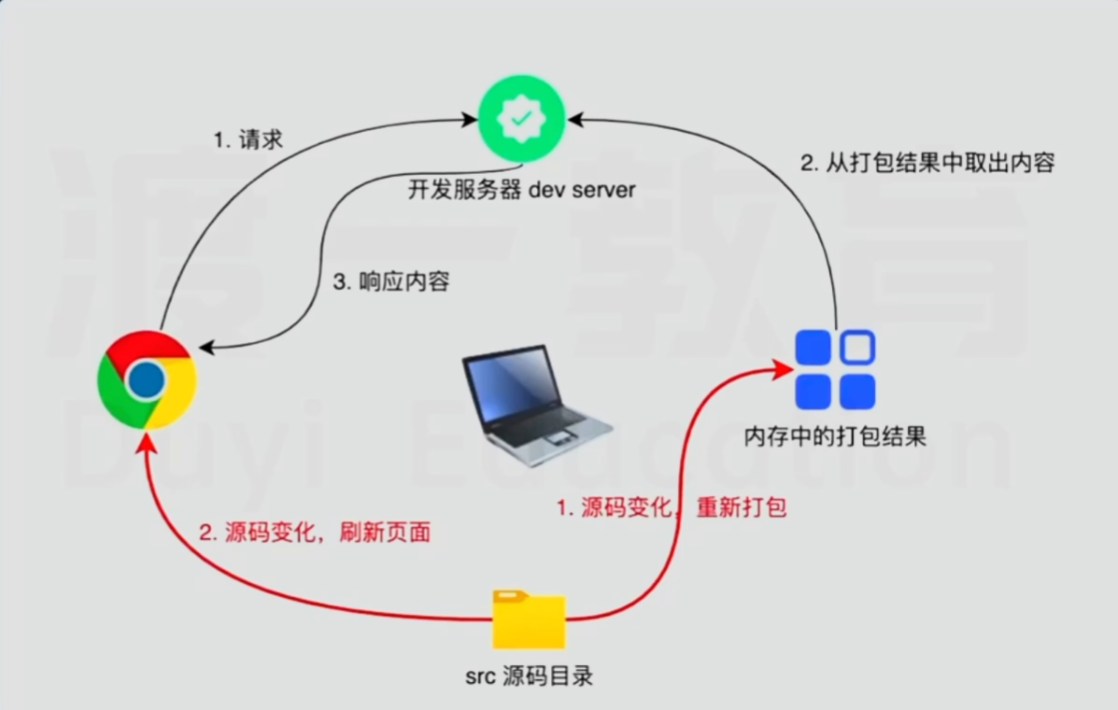 1. 请求
2. 从打包结果中取出内容
开发服务器 dev server
3. 响应内容
内存中的打包结果
1. 源码变化，重新打包
2. 源码变化，刷新页面
src 源码目录
渡一教育
Duyi Education